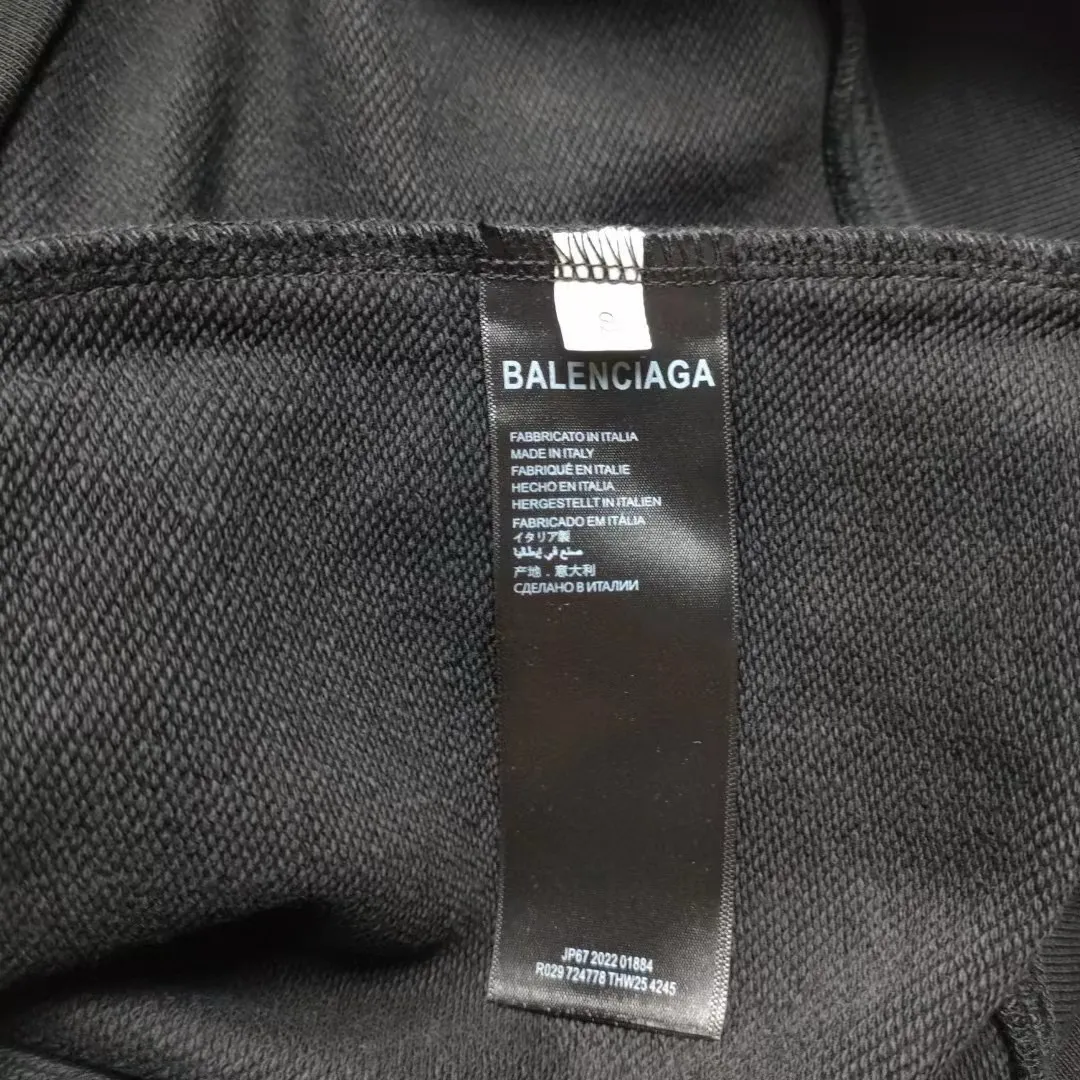 S
BALENCIAGA
FABBRICATO IN ITALIA
MADE IN ITALY
FABRIQUÉ EN ITALIE
HECHO EN ITALIA
HERGESTELLT IN ITALIEN
FABRICADO EM ITÁLIA
イタリア製
صنع في إيطاليا
产地．意大利
СДЕЛАНО В ИТАЛИИ
JP67 2022 01884
R029 724778 THW25 4245